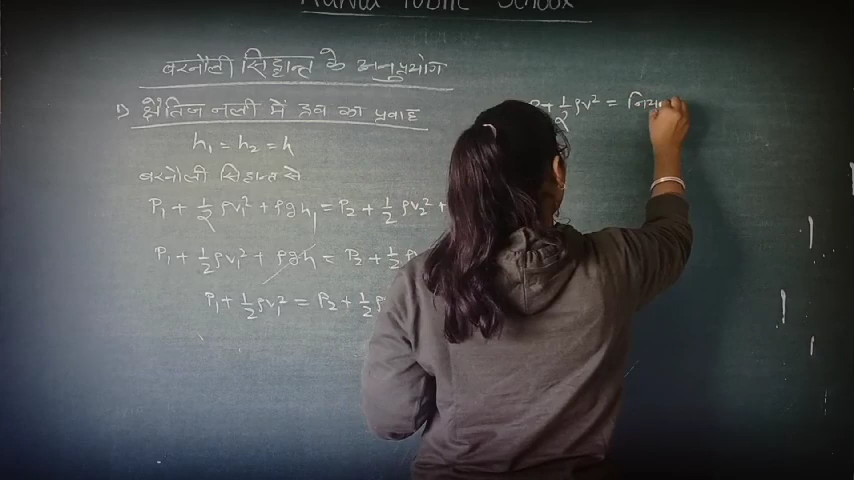 Public School
बरनौली सिद्धान्त के अनुप्रयोग
1) क्षैतिज नली में द्रव का प्रवाह
h₁ = h₂ = h
बरनौली सिद्धान्त से
P₁ + 1/2 ρv₁² + ρgh₁ = P₂ + 1/2 ρv₂² +
P₁ + 1/2 ρv₁² + ρgh = P₂ + 1/2 ρ
P₁ + 1/2 ρv₁² = P₂ + 1/2 ρ
P + 1/2 ρv² = निय